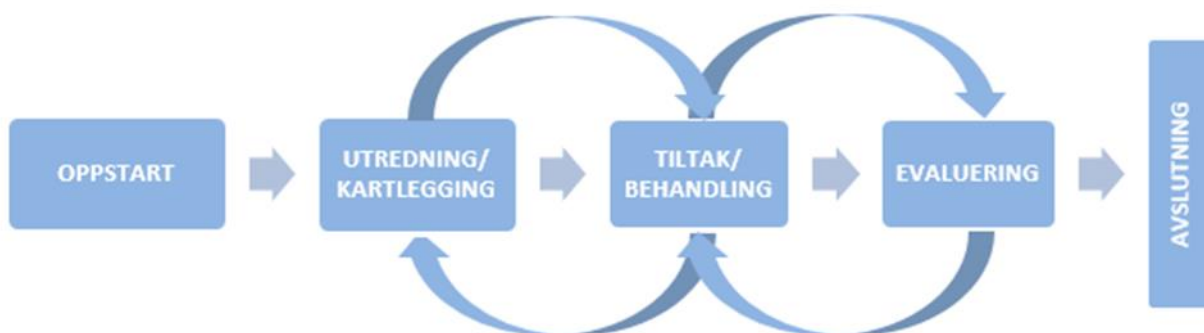 OPPSTART
UTREDNING/
KARTLEGGING
TILTAK/
BEHANDLING
EVALUERING
AVSLUTNING